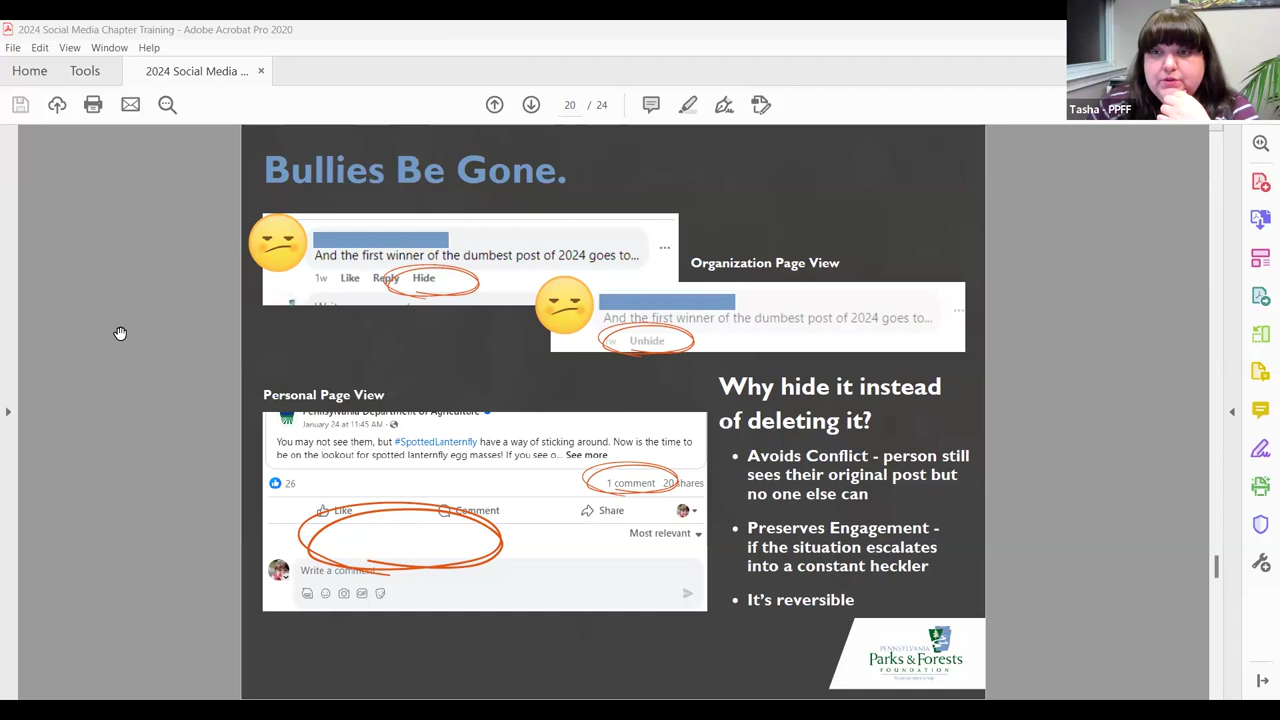 2024 Social Media Chapter Training - Adobe Acrobat Pro 2020
File Edit View Window Help
Home Tools 2024 Social Media ... ×
20 / 24
Tasha - PPFF
Bullies Be Gone.
And the first winner of the dumbest post of 2024 goes to...
1w Like Reply Hide
Organization Page View
And the first winner of the dumbest post of 2024 goes to...
1w Unhide
Personal Page View
Pennsylvania Department of Agriculture
January 24 at 11:45 AM
You may not see them, but #SpottedLanternfly have a way of sticking around. Now is the time to
be on the lookout for spotted lanternfly egg masses! If you see o... See more
26 1 comment 20 shares
Like Comment Share
Most relevant
Write a comment
Why hide it instead
of deleting it?
• Avoids Conflict - person still
sees their original post but
no one else can
• Preserves Engagement -
if the situation escalates
into a constant heckler
• It's reversible
PENNSYLVANIA
Parks & Forests
FOUNDATION